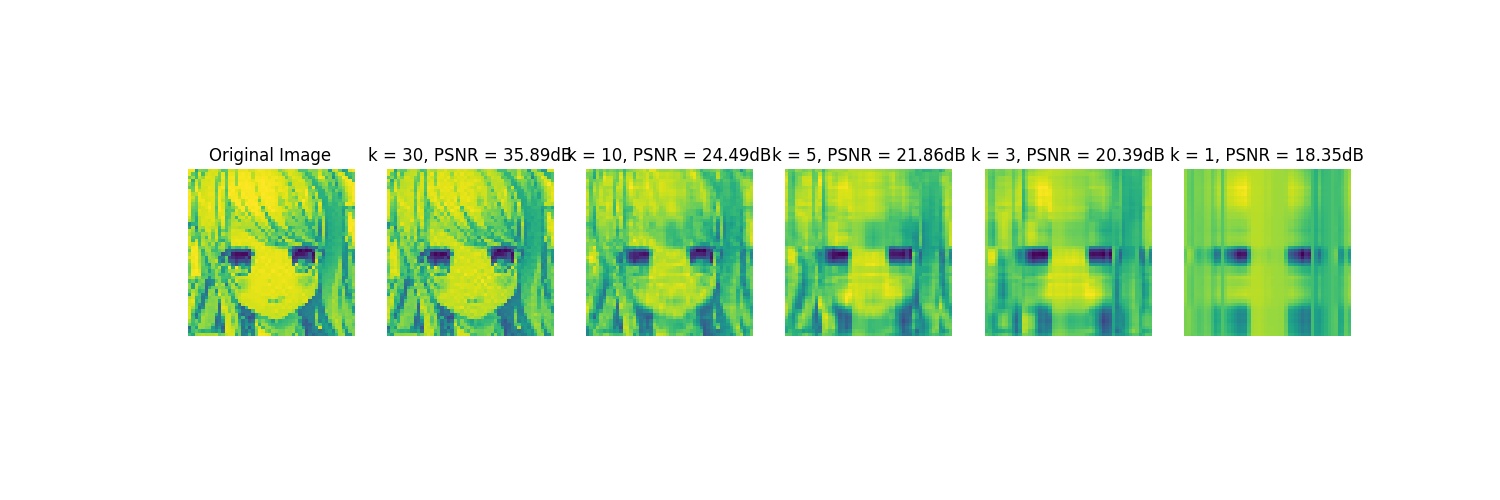 Original Image
k = 30, PSNR = 35.89dB
k = 10, PSNR = 24.49dB
k = 5, PSNR = 21.86dB
k = 3, PSNR = 20.39dB
k = 1, PSNR = 18.35dB